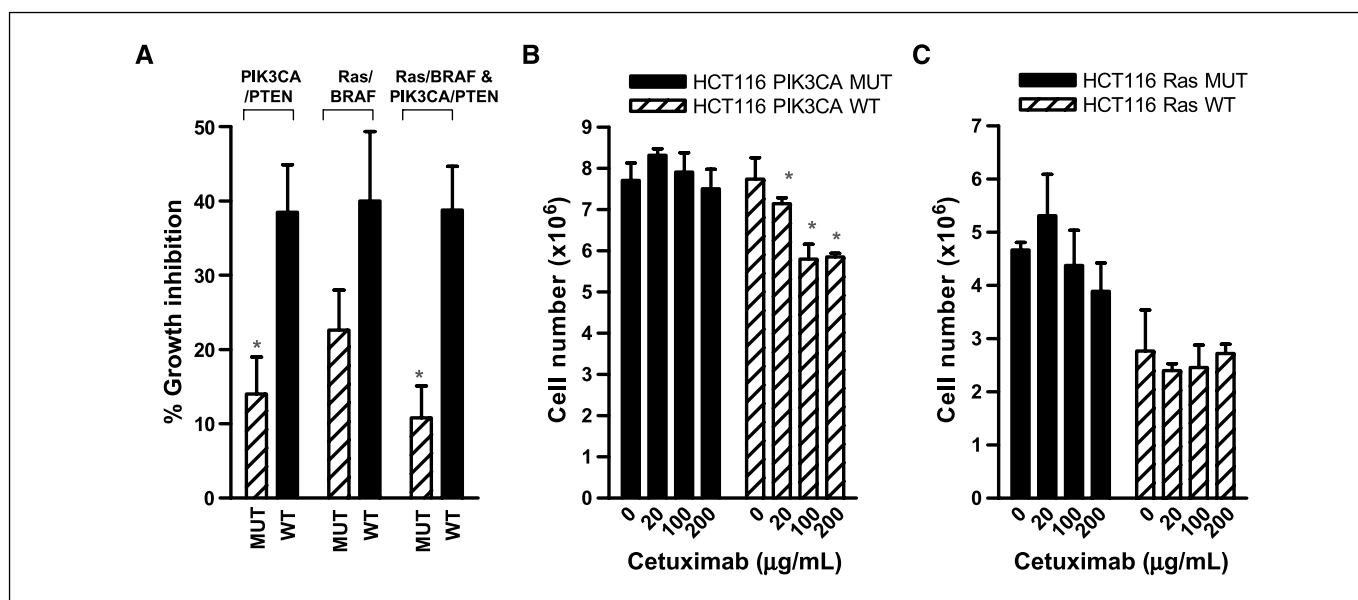 A
PIK3CA
/PTEN
Ras/
BRAF
Ras/BRAF &
PIK3CA/PTEN
% Growth inhibition
50
40
30
20
10
0
*
*
MUT
WT
MUT
WT
MUT
WT
B
HCT116 PIK3CA MUT
HCT116 PIK3CA WT
Cell number (x10⁶)
9
8
7
6
5
4
3
2
1
0
*
*
*
0
20
100
200
0
20
100
200
Cetuximab (μg/mL)
C
HCT116 Ras MUT
HCT116 Ras WT
Cell number (x10⁶)
7
6
5
4
3
2
1
0
0
20
100
200
0
20
100
200
Cetuximab (μg/mL)